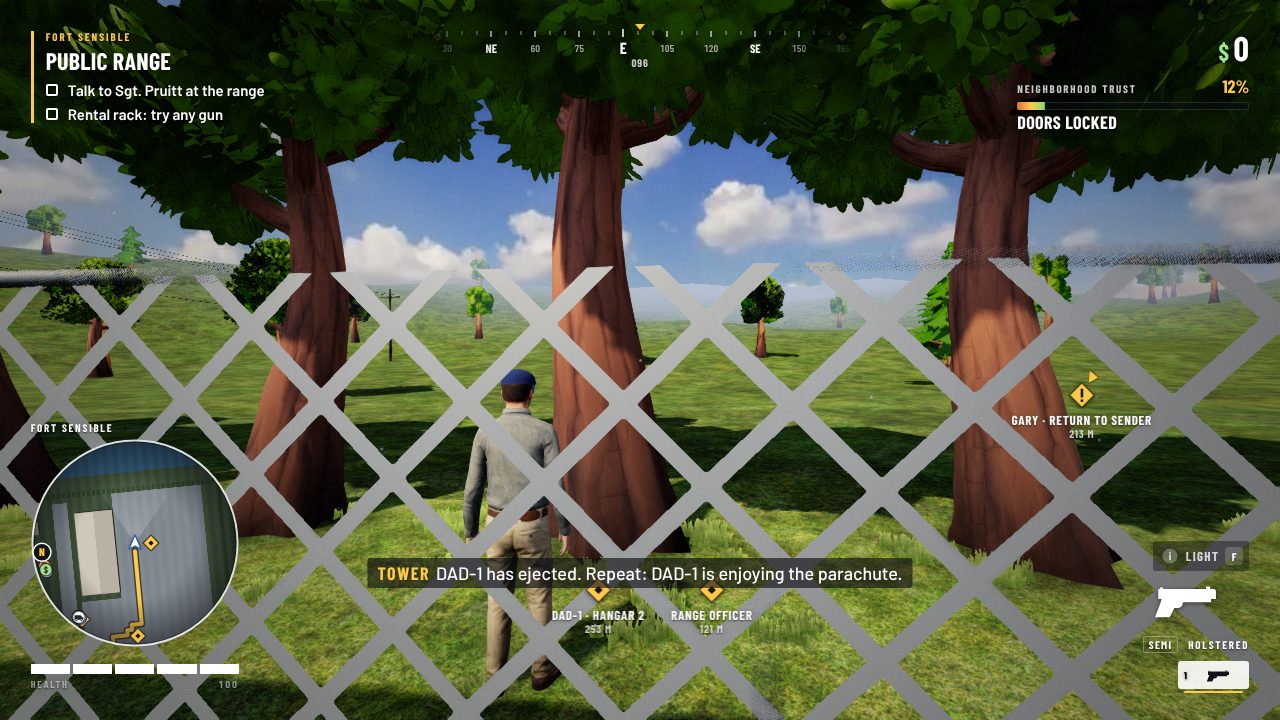 FORT SENSIBLE
PUBLIC RANGE
Talk to Sgt. Pruitt at the range
Rental rack: try any gun
30 NE 60 75 E 105 120 SE 150 165
096
$0
NEIGHBORHOOD TRUST 12%
DOORS LOCKED
GARY · RETURN TO SENDER
213 M
FORT SENSIBLE
N
$
TOWER DAD-1 has ejected. Repeat: DAD-1 is enjoying the parachute.
DAD-1 · HANGAR 2
253 M
RANGE OFFICER
121 M
i LIGHT F
SEMI HOLSTERED
1
HEALTH 100